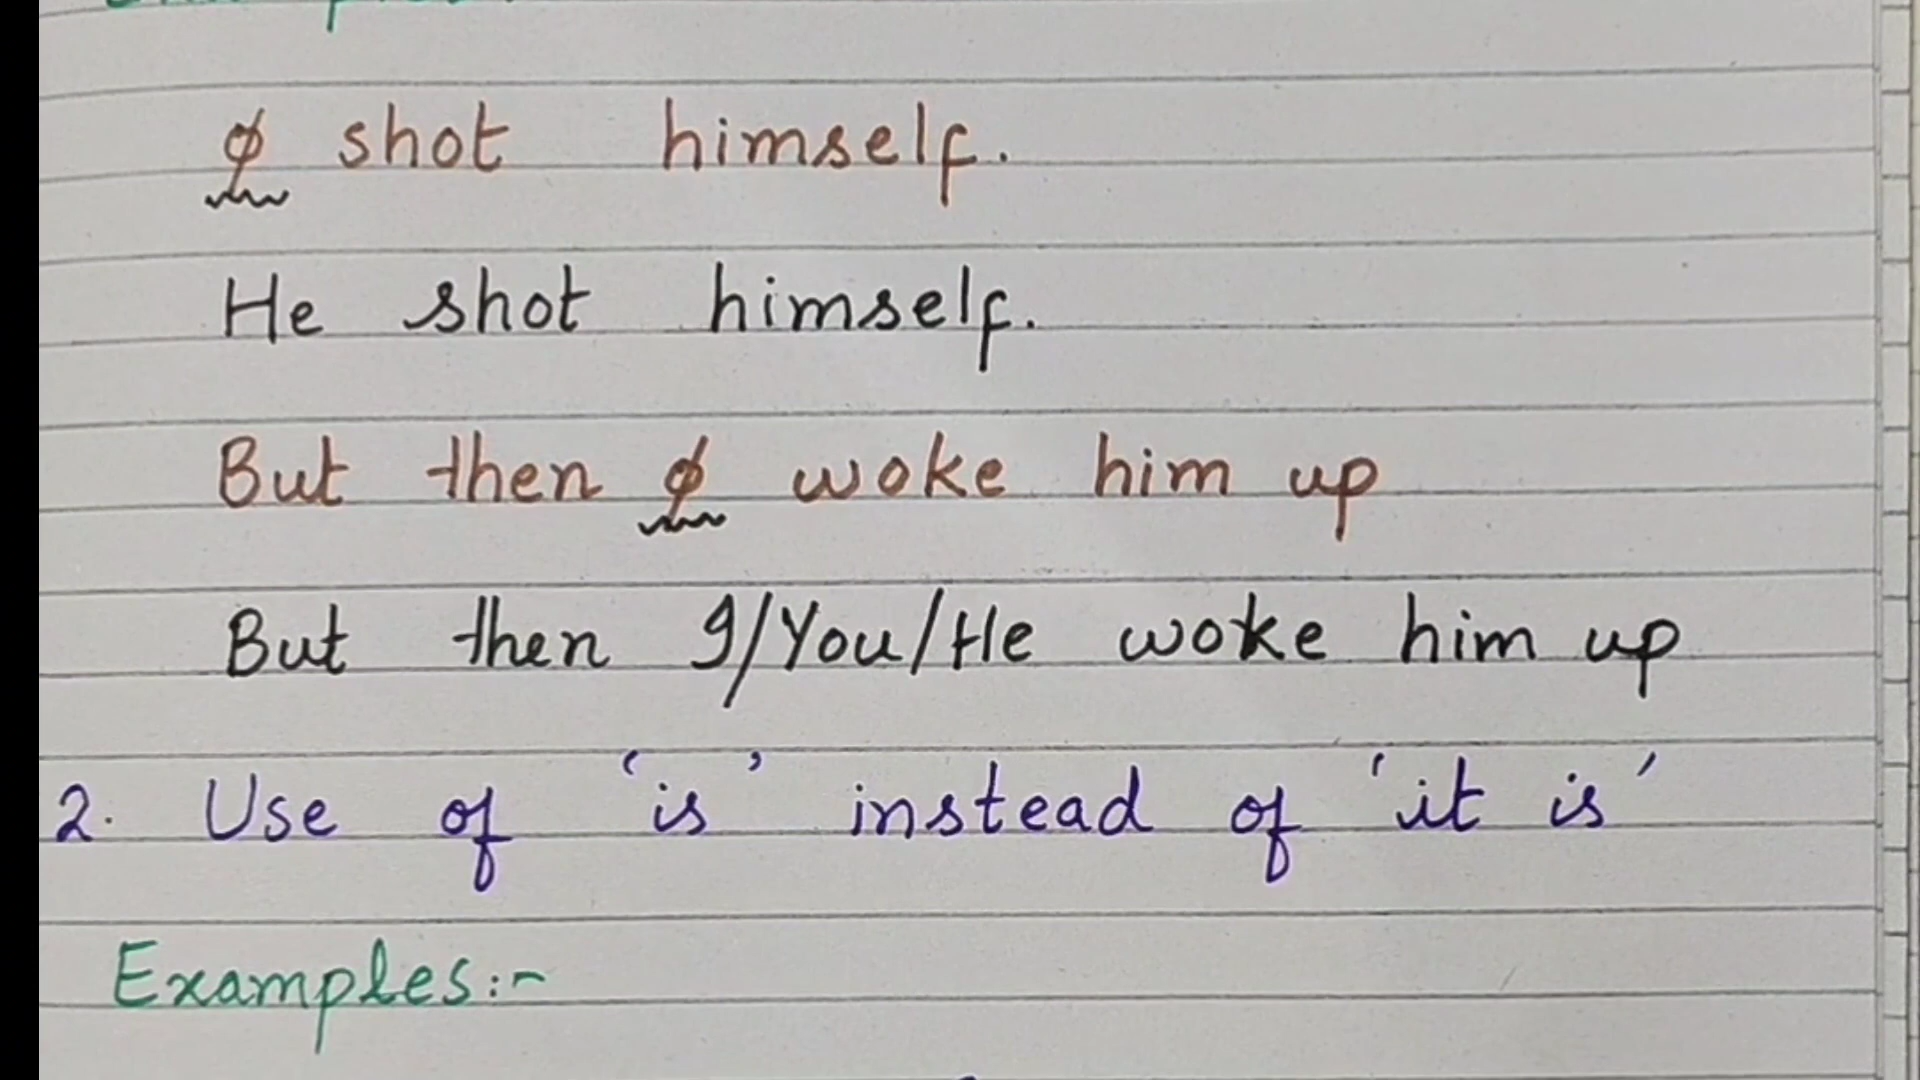 ø shot himself.
He shot himself.
But then ø woke him up
But then I/You/He woke him up
2. Use of 'is' instead of 'it is'
Examples:-